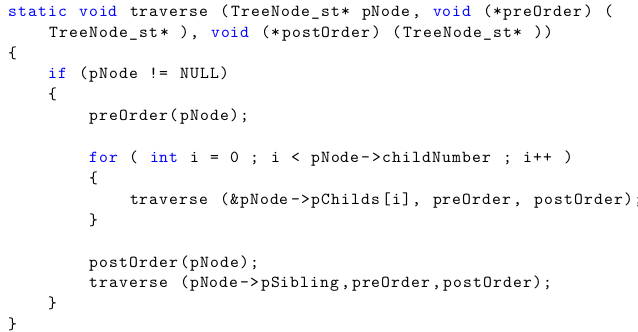 static void traverse (TreeNode_st* pNode, void (*preOrder) (
TreeNode_st* ), void (*postOrder) (TreeNode_st* ))
{
if (pNode != NULL)
{
preOrder(pNode);
for ( int i = 0 ; i < pNode->childNumber ; i++ )
{
traverse (&pNode->pChilds[i], preOrder, postOrder);
}
postOrder(pNode);
traverse (pNode->pSibling,preOrder,postOrder);
}
}